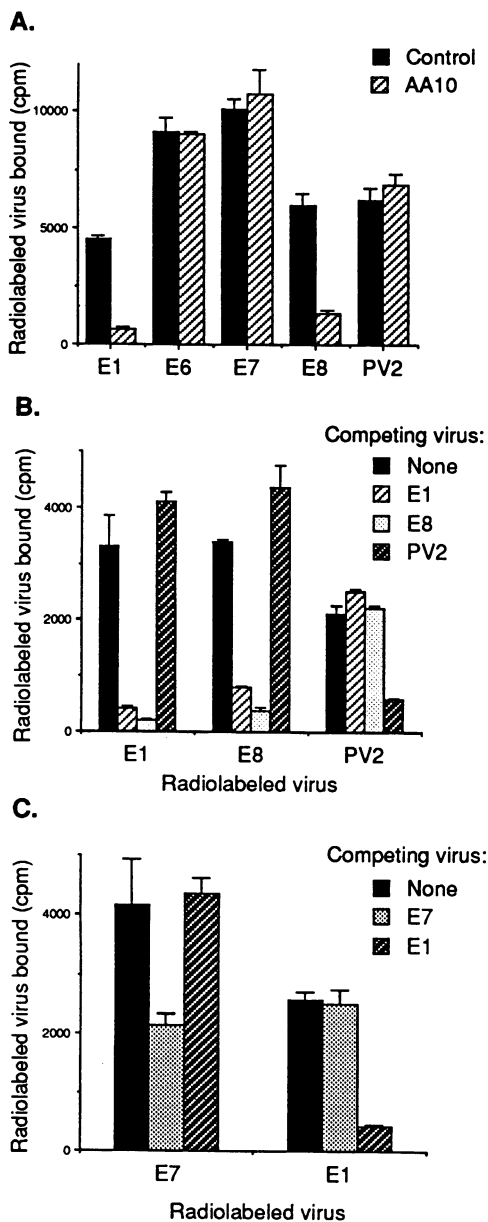 A.
Control
AA10
Radiolabeled virus bound (cpm)
10000
5000
0
E1 E6 E7 E8 PV2
B.
Competing virus:
None
E1
E8
PV2
Radiolabeled virus bound (cpm)
4000
2000
0
E1 E8 PV2
Radiolabeled virus
C.
Competing virus:
None
E7
E1
Radiolabeled virus bound (cpm)
4000
2000
0
E7 E1
Radiolabeled virus